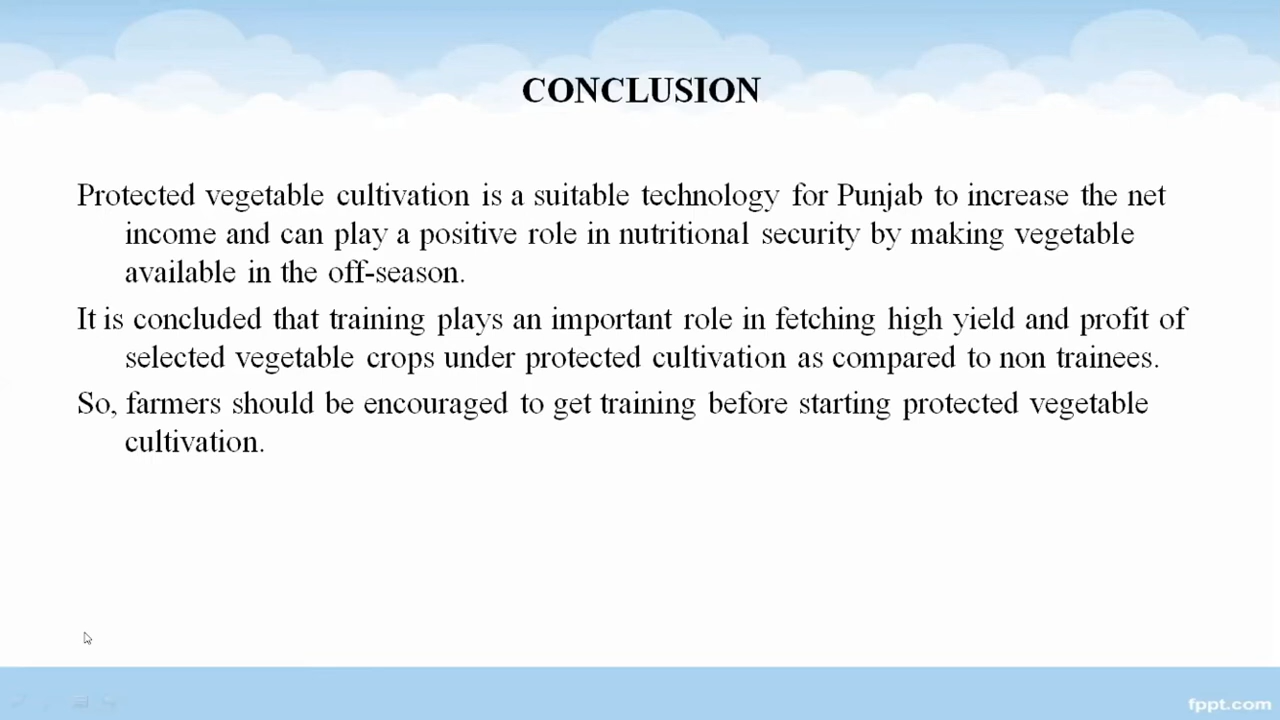 CONCLUSION
Protected vegetable cultivation is a suitable technology for Punjab to increase the net
income and can play a positive role in nutritional security by making vegetable
available in the off-season.
It is concluded that training plays an important role in fetching high yield and profit of
selected vegetable crops under protected cultivation as compared to non trainees.
So, farmers should be encouraged to get training before starting protected vegetable
cultivation.
fppt.com